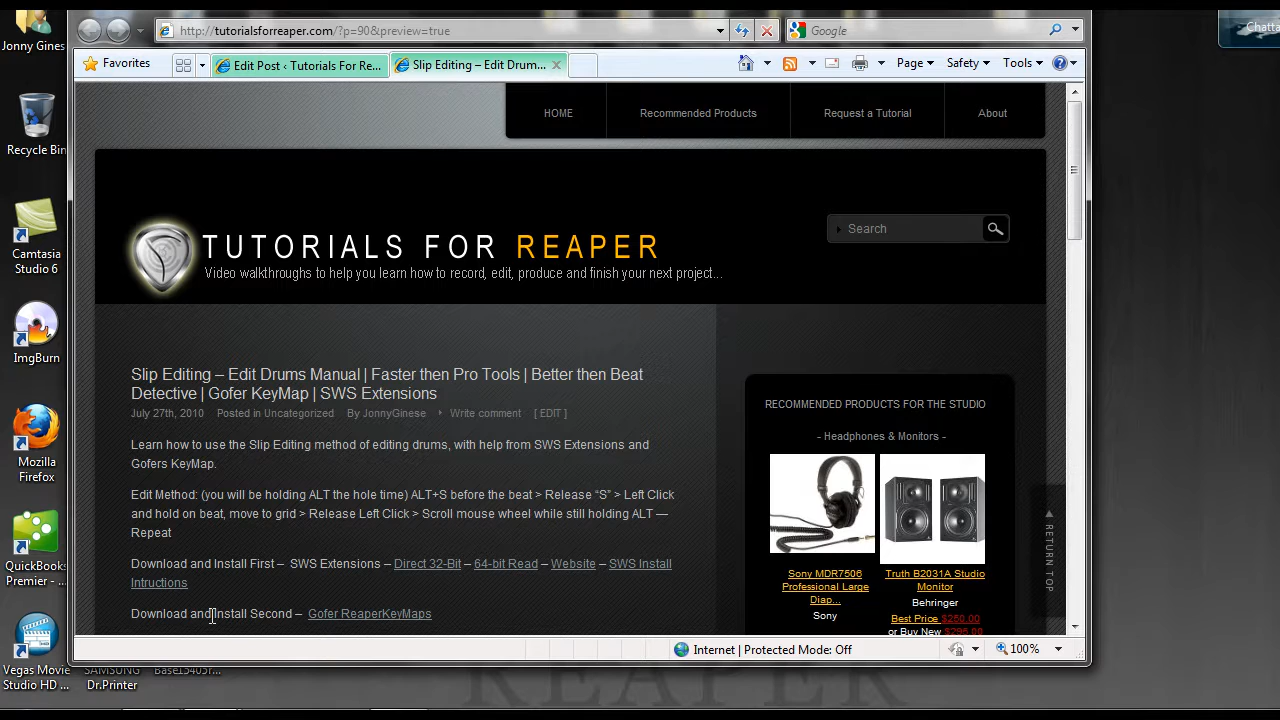 Jonny Gines
Recycle Bin
Camtasia
Studio 6
ImgBurn
Mozilla
Firefox
QuickBooks
Premier - ...
Vegas Movie
Studio HD ...
SAMSUNG
Dr.Printer
Base15405r...
Chatta
http://tutorialsforreaper.com/?p=90&preview=true
Google
Favorites
Edit Post ‹ Tutorials For Re...
Slip Editing – Edit Drum...
Page
Safety
Tools
HOME
Recommended Products
Request a Tutorial
About
TUTORIALS FOR REAPER
Video walkthroughs to help you learn how to record, edit, produce and finish your next project...
Search
Slip Editing – Edit Drums Manual | Faster then Pro Tools | Better then Beat
Detective | Gofer KeyMap | SWS Extensions
July 27th, 2010 Posted in Uncategorized By JonnyGinese Write comment [ EDIT ]
Learn how to use the Slip Editing method of editing drums, with help from SWS Extensions and
Gofers KeyMap.
Edit Method: (you will be holding ALT the hole time) ALT+S before the beat > Release “S” > Left Click
and hold on beat, move to grid > Release Left Click > Scroll mouse wheel while still holding ALT —
Repeat
Download and Install First – SWS Extensions – Direct 32-Bit – 64-bit Read – Website – SWS Install
Intructions
Download and Install Second – Gofer ReaperKeyMaps
RECOMMENDED PRODUCTS FOR THE STUDIO
- Headphones & Monitors -
Sony MDR7506
Professional Large
Diap...
Sony
Truth B2031A Studio
Monitor
Behringer
Best Price $250.00
or Buy New $298.00
RETURN TOP
Internet | Protected Mode: Off
100%
REAPER